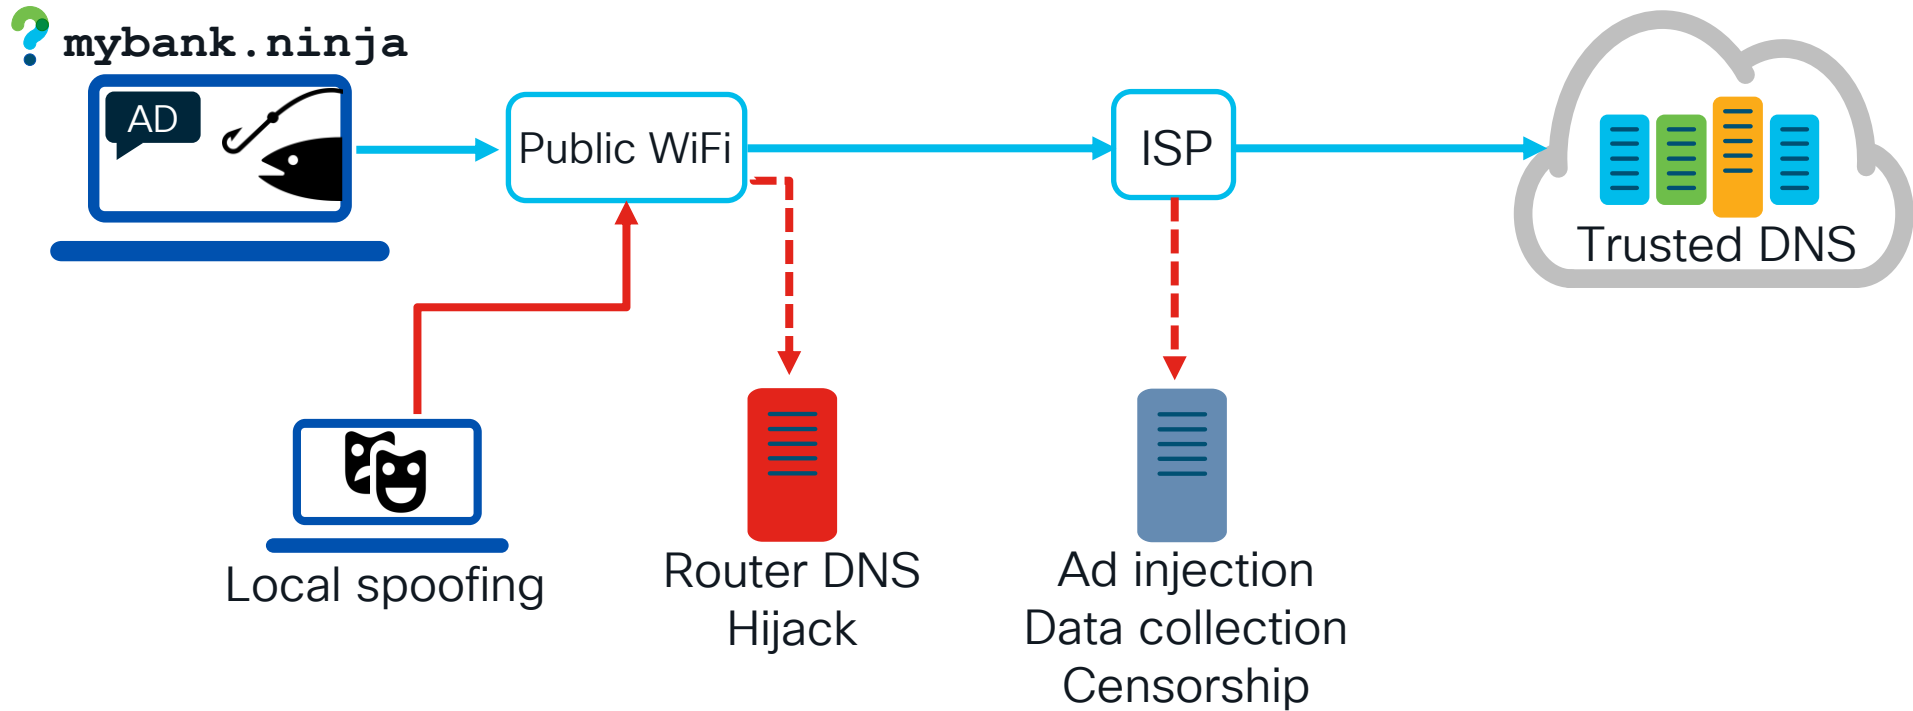 mybank.ninja
AD
Public WiFi
ISP
Trusted DNS
Local spoofing
Router DNS
Hijack
Ad injection
Data collection
Censorship